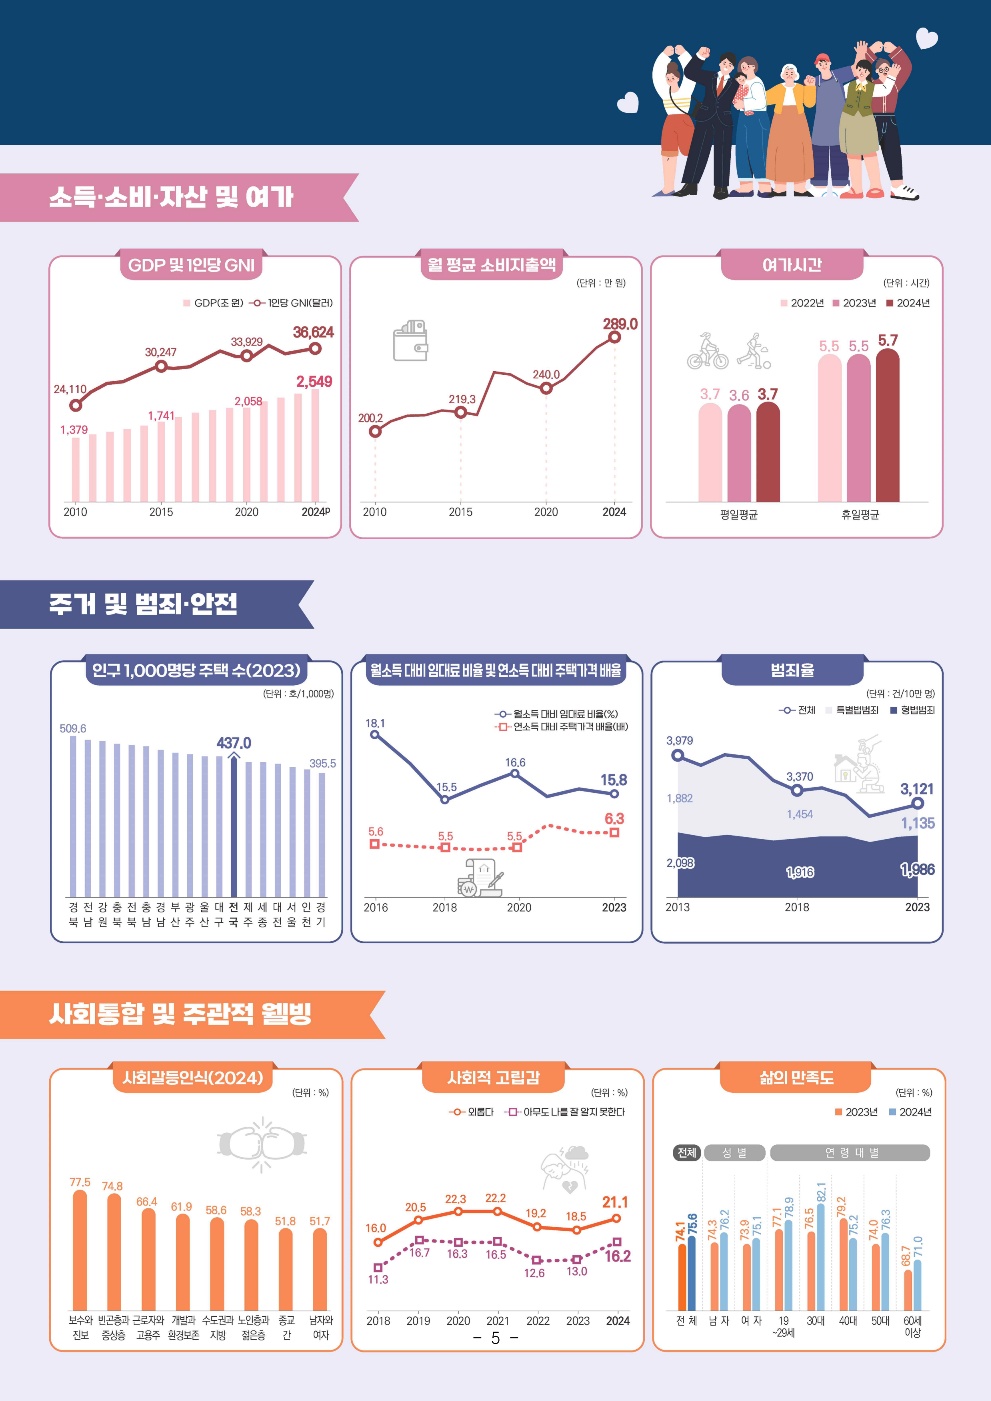 소득·소비·자산 및 여가
GDP 및 1인당 GNI
GDP(조 원) 1인당 GNI(달러)
24,110
30,247
33,929
36,624
1,379
1,741
2,058
2,549
2010 2015 2020 2024ᵖ
월 평균 소비지출액
(단위 : 만 원)
200.2
219.3
240.0
289.0
2010 2015 2020 2024
여가시간
(단위 : 시간)
2022년 2023년 2024년
3.7 3.6 3.7
5.5 5.5 5.7
평일평균 휴일평균
주거 및 범죄·안전
인구 1,000명당 주택 수(2023)
(단위 : 호/1,000명)
509.6
437.0
395.5
경북 전남 강원 충북 전북 충남 경남 부산 광주 울산 대구 전국 제주 세종 대전 서울 인천 경기
월소득 대비 임대료 비율 및 연소득 대비 주택가격 배율
월소득 대비 임대료 비율(%)
연소득 대비 주택가격 배율(배)
18.1
15.5
16.6
15.8
5.6
5.5
5.5
6.3
2016 2018 2020 2023
범죄율
(단위 : 건/10만 명)
전체 특별법범죄 형법범죄
3,979
3,370
3,121
1,882
1,454
1,135
2,098
1,916
1,986
2013 2018 2023
사회통합 및 주관적 웰빙
사회갈등인식(2024)
(단위 : %)
77.5 74.8 66.4 61.9 58.6 58.3 51.8 51.7
보수와 빈곤층과 근로자와 개발과 수도권과 노인층과 종교 남자와
진보 중상층 고용주 환경보존 지방 젊은층 간 여자
사회적 고립감
(단위 : %)
외롭다 아무도 나를 잘 알지 못한다
16.0 20.5 22.3 22.2 19.2 18.5 21.1
11.3 16.7 16.3 16.5 12.6 13.0 16.2
2018 2019 2020 2021 2022 2023 2024
삶의 만족도
(단위 : %)
2023년 2024년
전체 성 별 연 령 대 별
74.1 75.6 74.3 76.2 73.9 75.1 77.1 78.9 76.5 82.1 79.2 75.2 74.0 76.3 68.7 71.0
전 체 남 자 여 자 19 30대 40대 50대 60세
~29세 이상
- 5 -